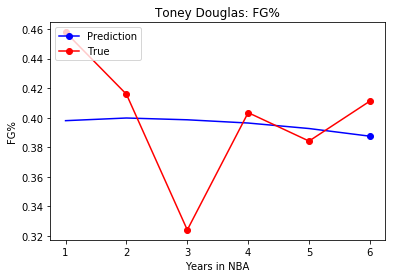 Toney Douglas: FG%
0.46
0.44
0.42
0.40
0.38
0.36
0.34
0.32
FG%
Prediction
True
1 2 3 4 5 6
Years in NBA